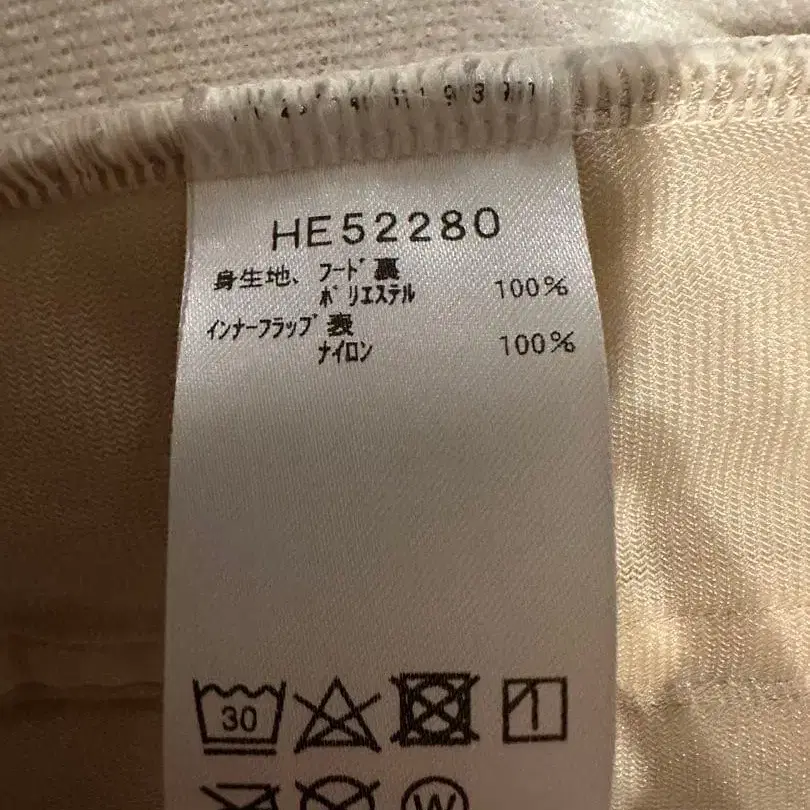 HE52280
身生地、フード裏
ポリエステル 100%
インナーフラップ表
ナイロン 100%
30
W